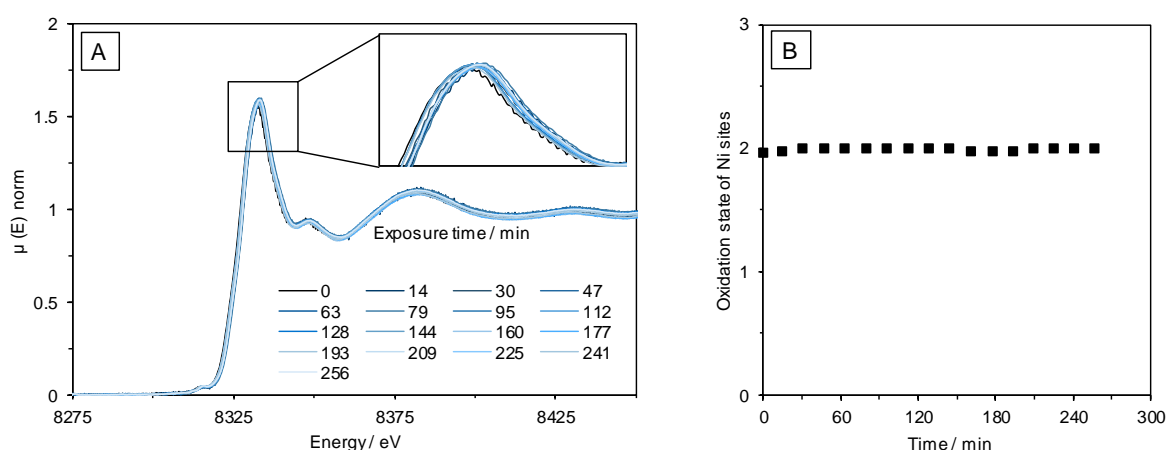 A
2
1.5
1
0.5
0
μ (E) norm
8275
8325
8375
8425
Energy / eV
Exposure time / min
0 14 30 47
63 79 95 112
128 144 160 177
193 209 225 241
256
B
3
2
1
0
Oxidation state of Ni sites
0 60 120 180 240 300
Time / min